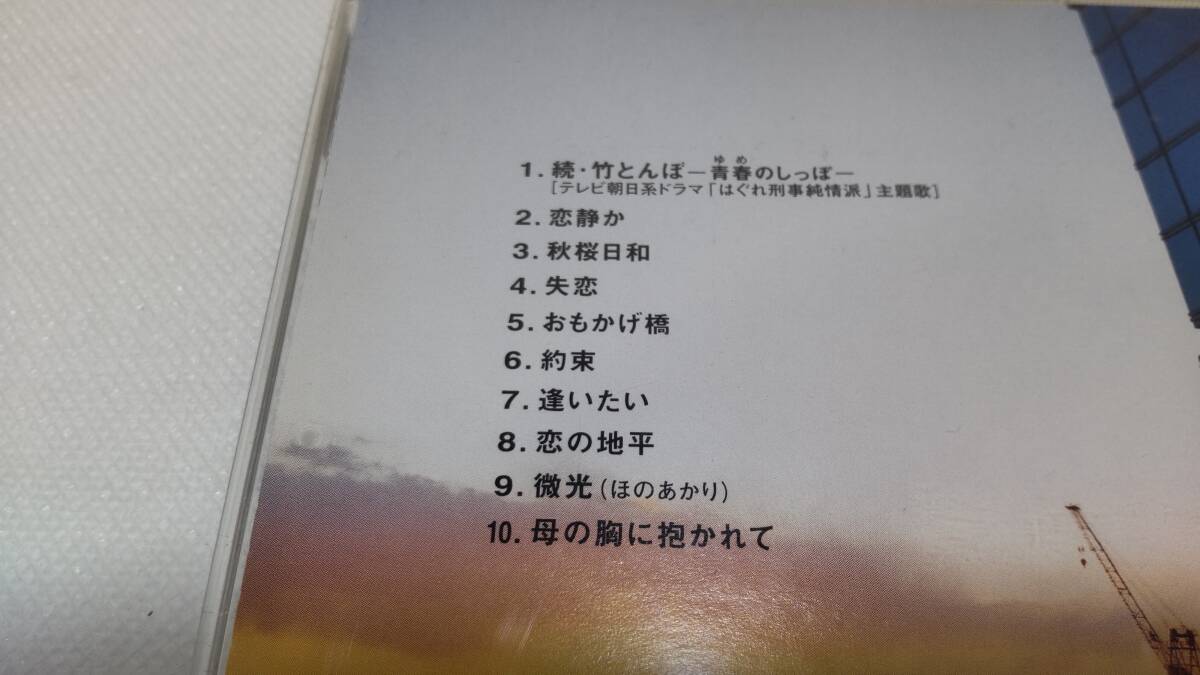 1. 続・竹とんぼ―青春のしっぽ―
ゆめ
[テレビ朝日系ドラマ「はぐれ刑事純情派」主題歌]
2. 恋静か
3. 秋桜日和
4. 失恋
5. おもかげ橋
6. 約束
7. 逢いたい
8. 恋の地平
9. 微光(ほのあかり)
10. 母の胸に抱かれて